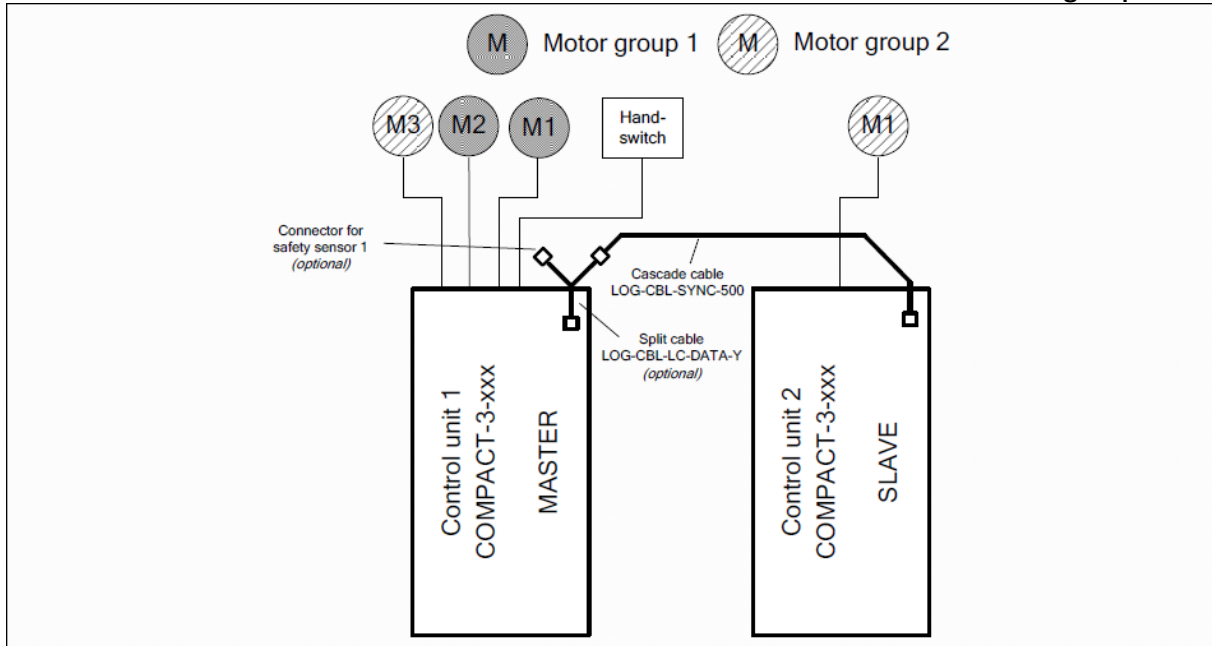 M Motor group 1 M Motor group 2
M3 M2 M1
Hand-
switch
M1
Connector for
safety sensor 1
(optional)
Cascade cable
LOG-CBL-SYNC-500
Split cable
LOG-CBL-LC-DATA-Y
(optional)
Control unit 1
COMPACT-3-xxx
MASTER
Control unit 2
COMPACT-3-xxx
SLAVE